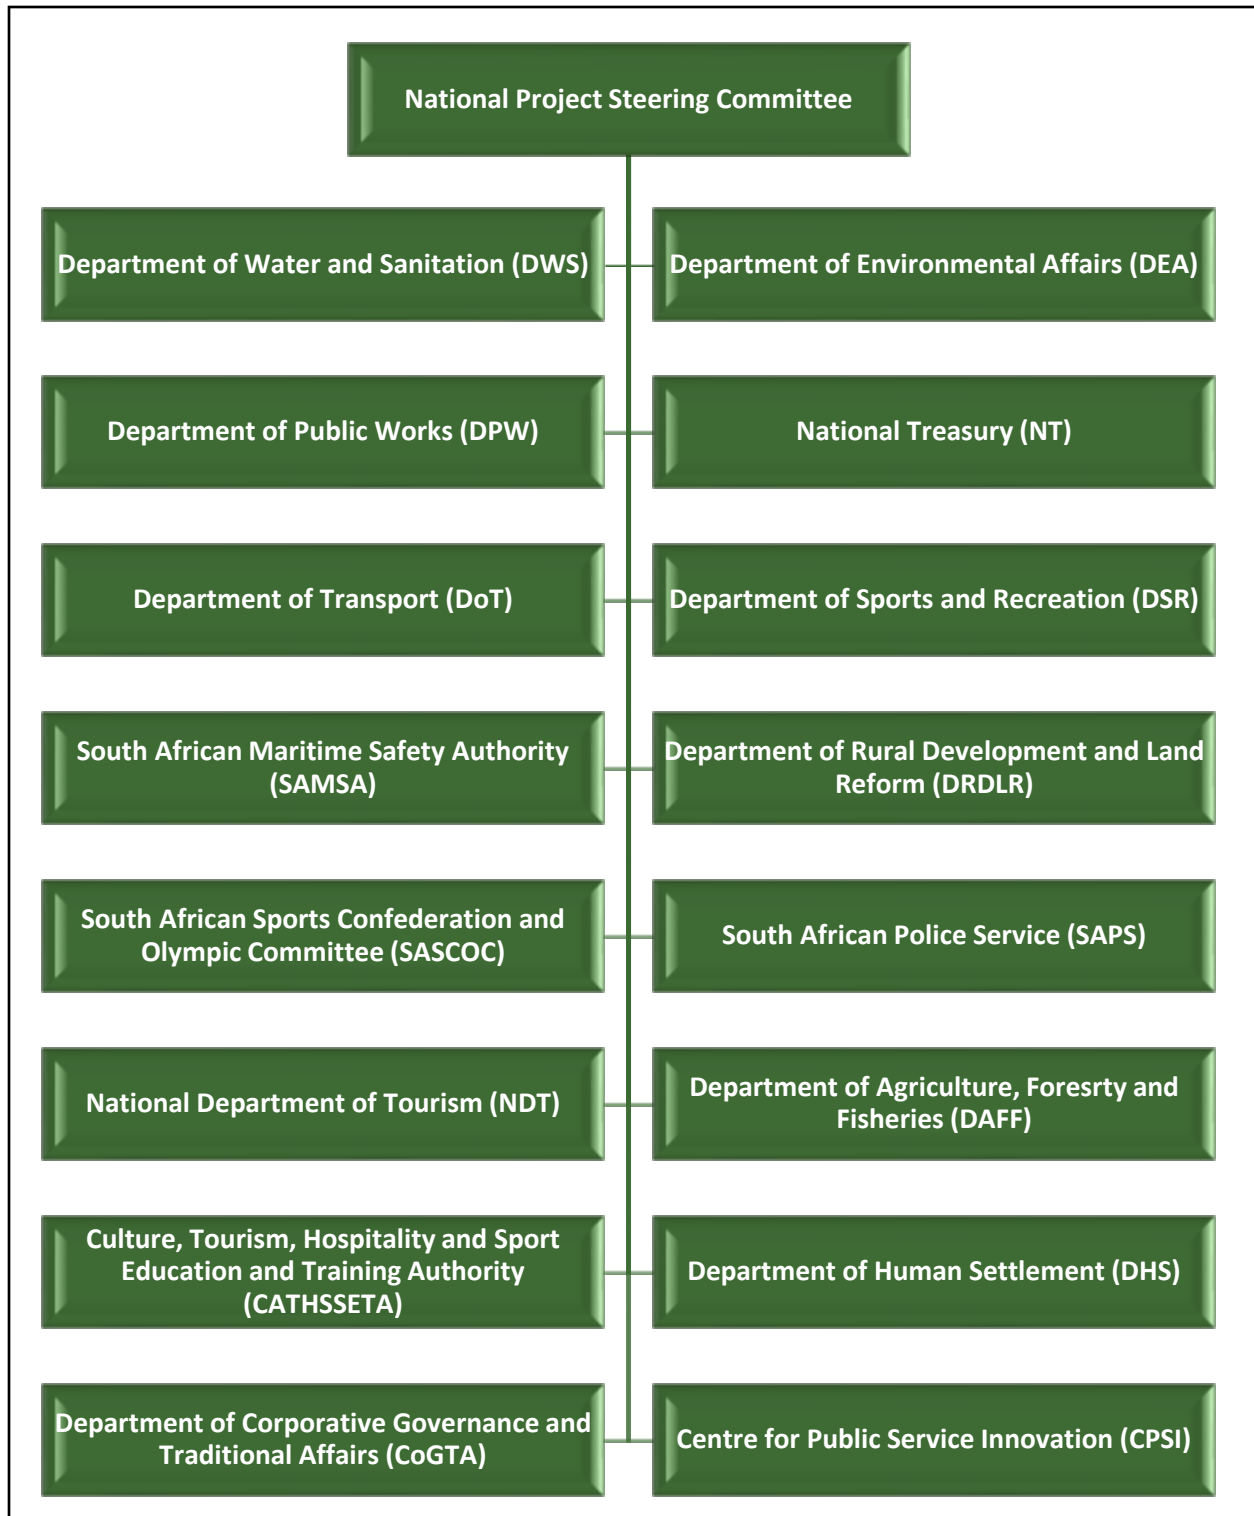 National Project Steering Committee
Department of Water and Sanitation (DWS)
Department of Environmental Affairs (DEA)
Department of Public Works (DPW)
National Treasury (NT)
Department of Transport (DoT)
Department of Sports and Recreation (DSR)
South African Maritime Safety Authority
(SAMSA)
Department of Rural Development and Land
Reform (DRDLR)
South African Sports Confederation and
Olympic Committee (SASCOC)
South African Police Service (SAPS)
National Department of Tourism (NDT)
Department of Agriculture, Foresrty and
Fisheries (DAFF)
Culture, Tourism, Hospitality and Sport
Education and Training Authority
(CATHSSETA)
Department of Human Settlement (DHS)
Department of Corporative Governance and
Traditional Affairs (CoGTA)
Centre for Public Service Innovation (CPSI)